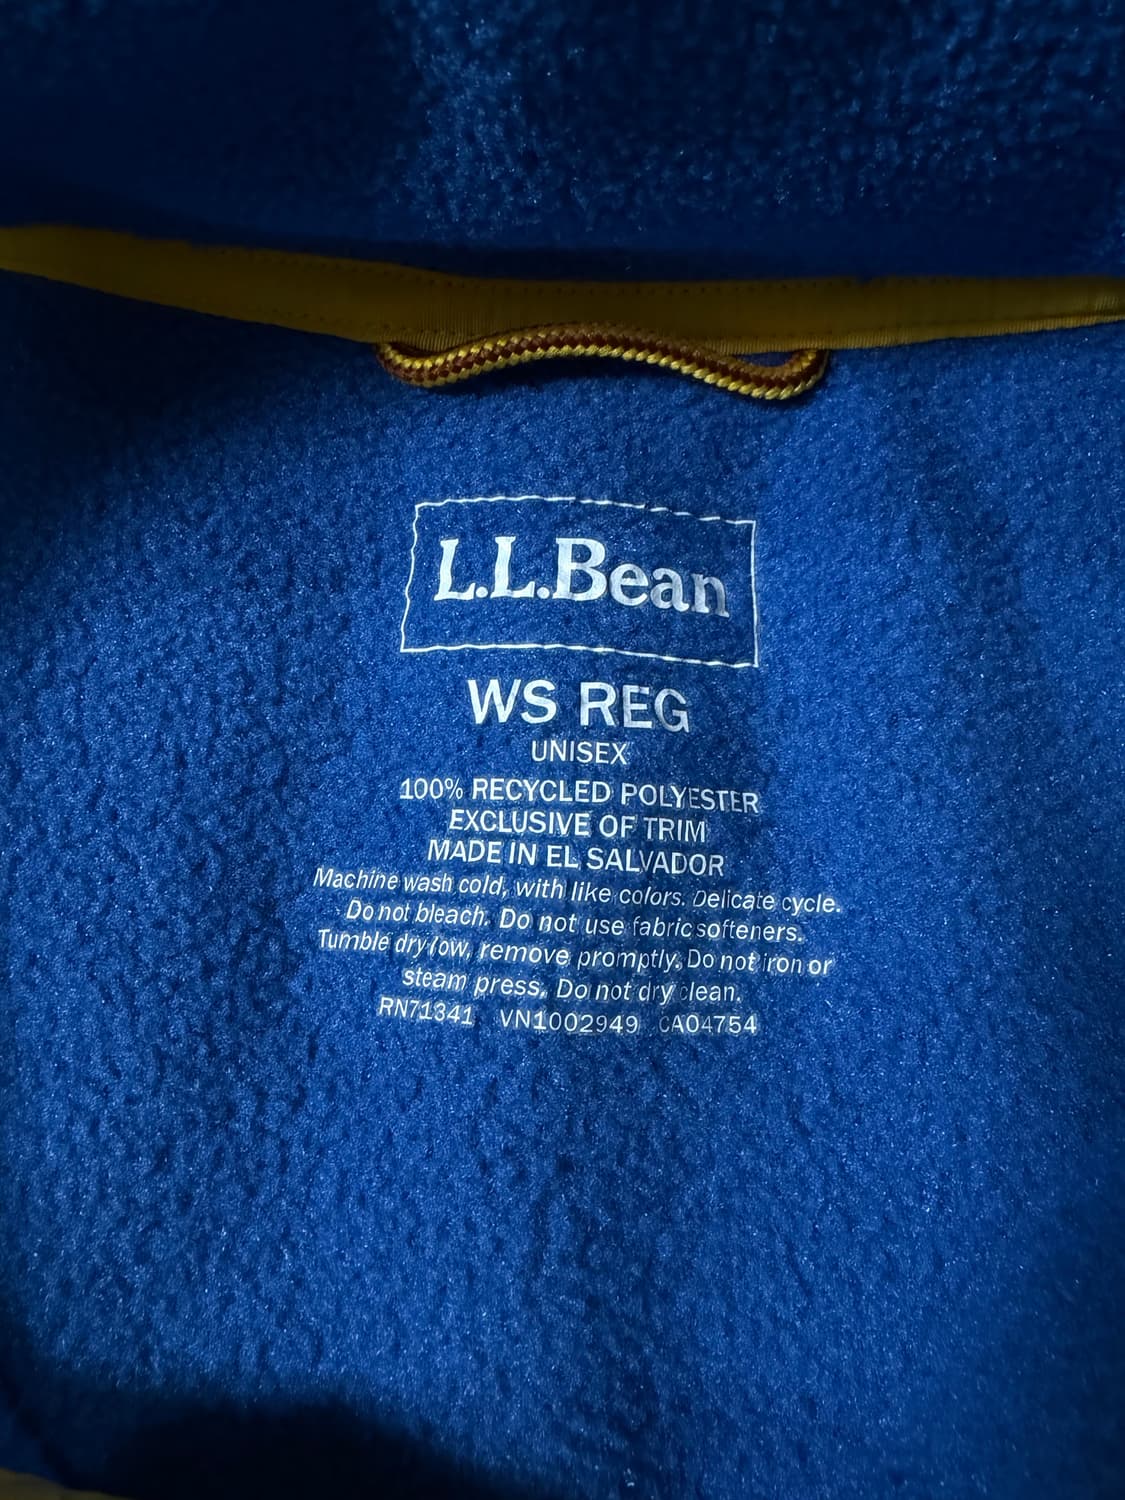 L.L.Bean
WS REG
UNISEX
100% RECYCLED POLYESTER
EXCLUSIVE OF TRIM
MADE IN EL SALVADOR
Machine wash cold, with like colors. Delicate cycle.
Do not bleach. Do not use fabric softeners.
Tumble dry low, remove promptly. Do not iron or
steam press. Do not dry clean.
RN71341 VN1002949 CA04754